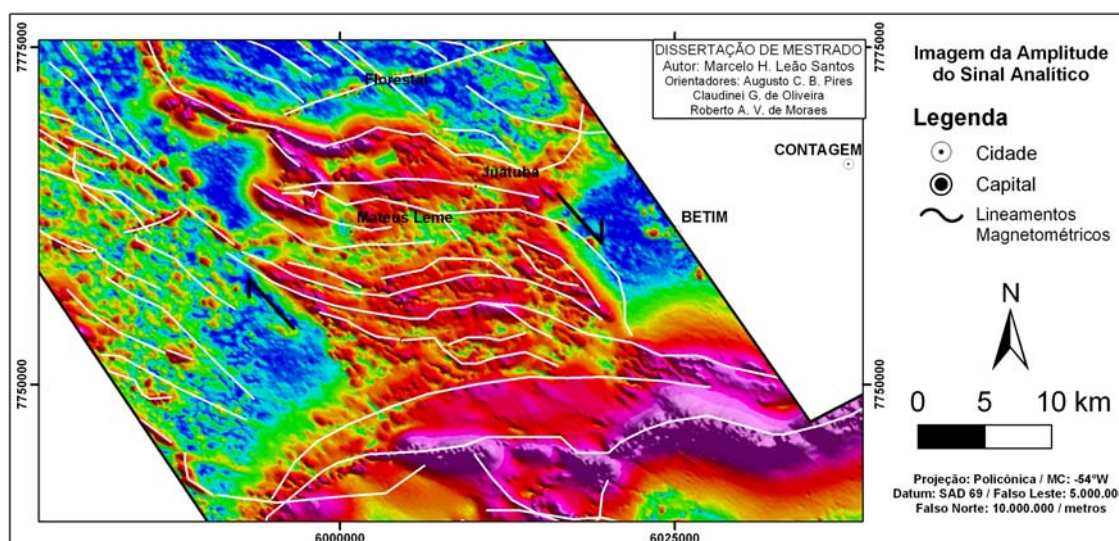 7775000
7775000
DISSERTAÇÃO DE MESTRADO
Autor: Marcelo H. Leão Santos
Orientadores: Augusto C. B. Pires
Claudinei G. de Oliveira
Roberto A. V. de Moraes
Florestal
CONTAGEM
Juatuba
Mateus Leme
BETIM
7750000
7750000
6000000
6025000
Imagem da Amplitude
do Sinal Analítico
Legenda
Cidade
Capital
Lineamentos
Magnetométricos
N
0 5 10 km
Projeção: Policônica / MC: -54°W
Datum: SAD 69 / Falso Leste: 5.000.00
Falso Norte: 10.000.000 / metros